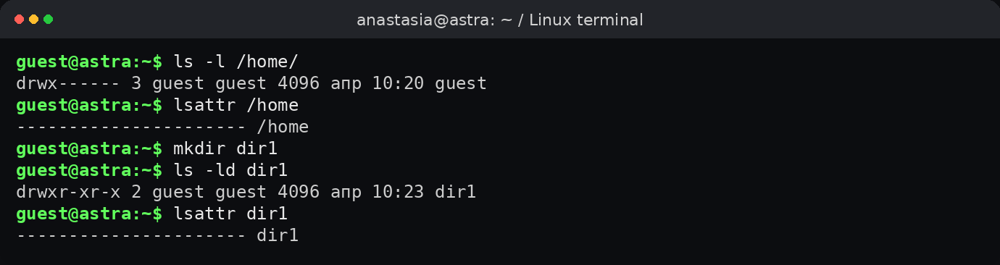 anastasia@astra: ~ / Linux terminal
guest@astra:~$ ls -l /home/
drwx------ 3 guest guest 4096 апр 10:20 guest
guest@astra:~$ lsattr /home
---------------------- /home
guest@astra:~$ mkdir dir1
guest@astra:~$ ls -ld dir1
drwxr-xr-x 2 guest guest 4096 апр 10:23 dir1
guest@astra:~$ lsattr dir1
---------------------- dir1